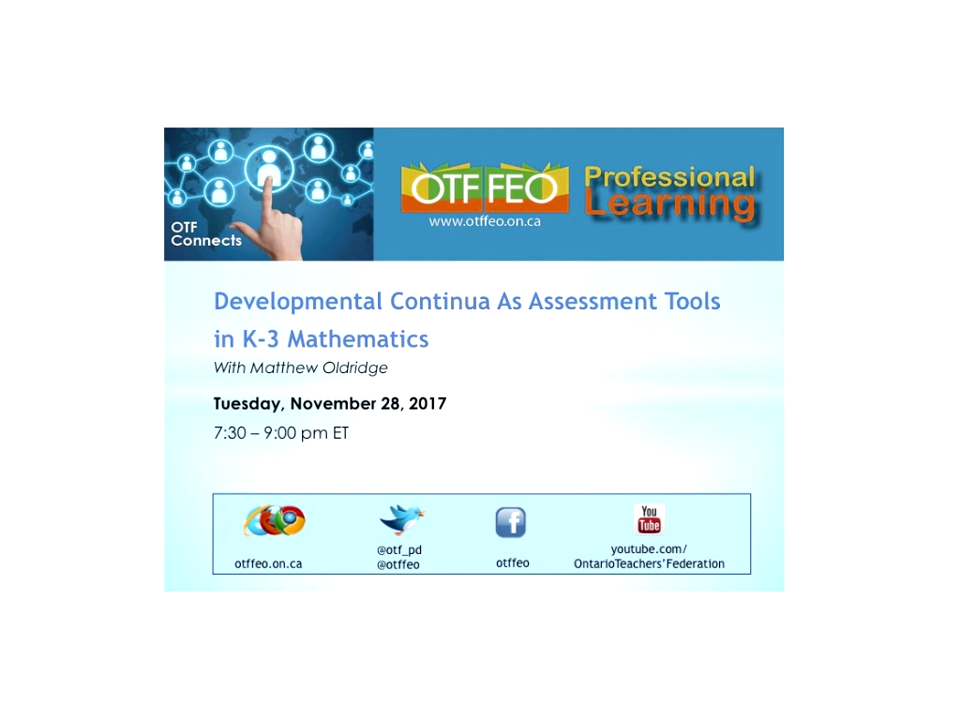 OTF
Connects
OTF FEO
www.otffeo.on.ca
Professional
Learning
Developmental Continua As Assessment Tools
in K-3 Mathematics
With Matthew Oldridge
Tuesday, November 28, 2017
7:30 – 9:00 pm ET
otffeo.on.ca
@otf_pd
@otffeo
otffeo
You
Tube
youtube.com/
OntarioTeachers'Federation